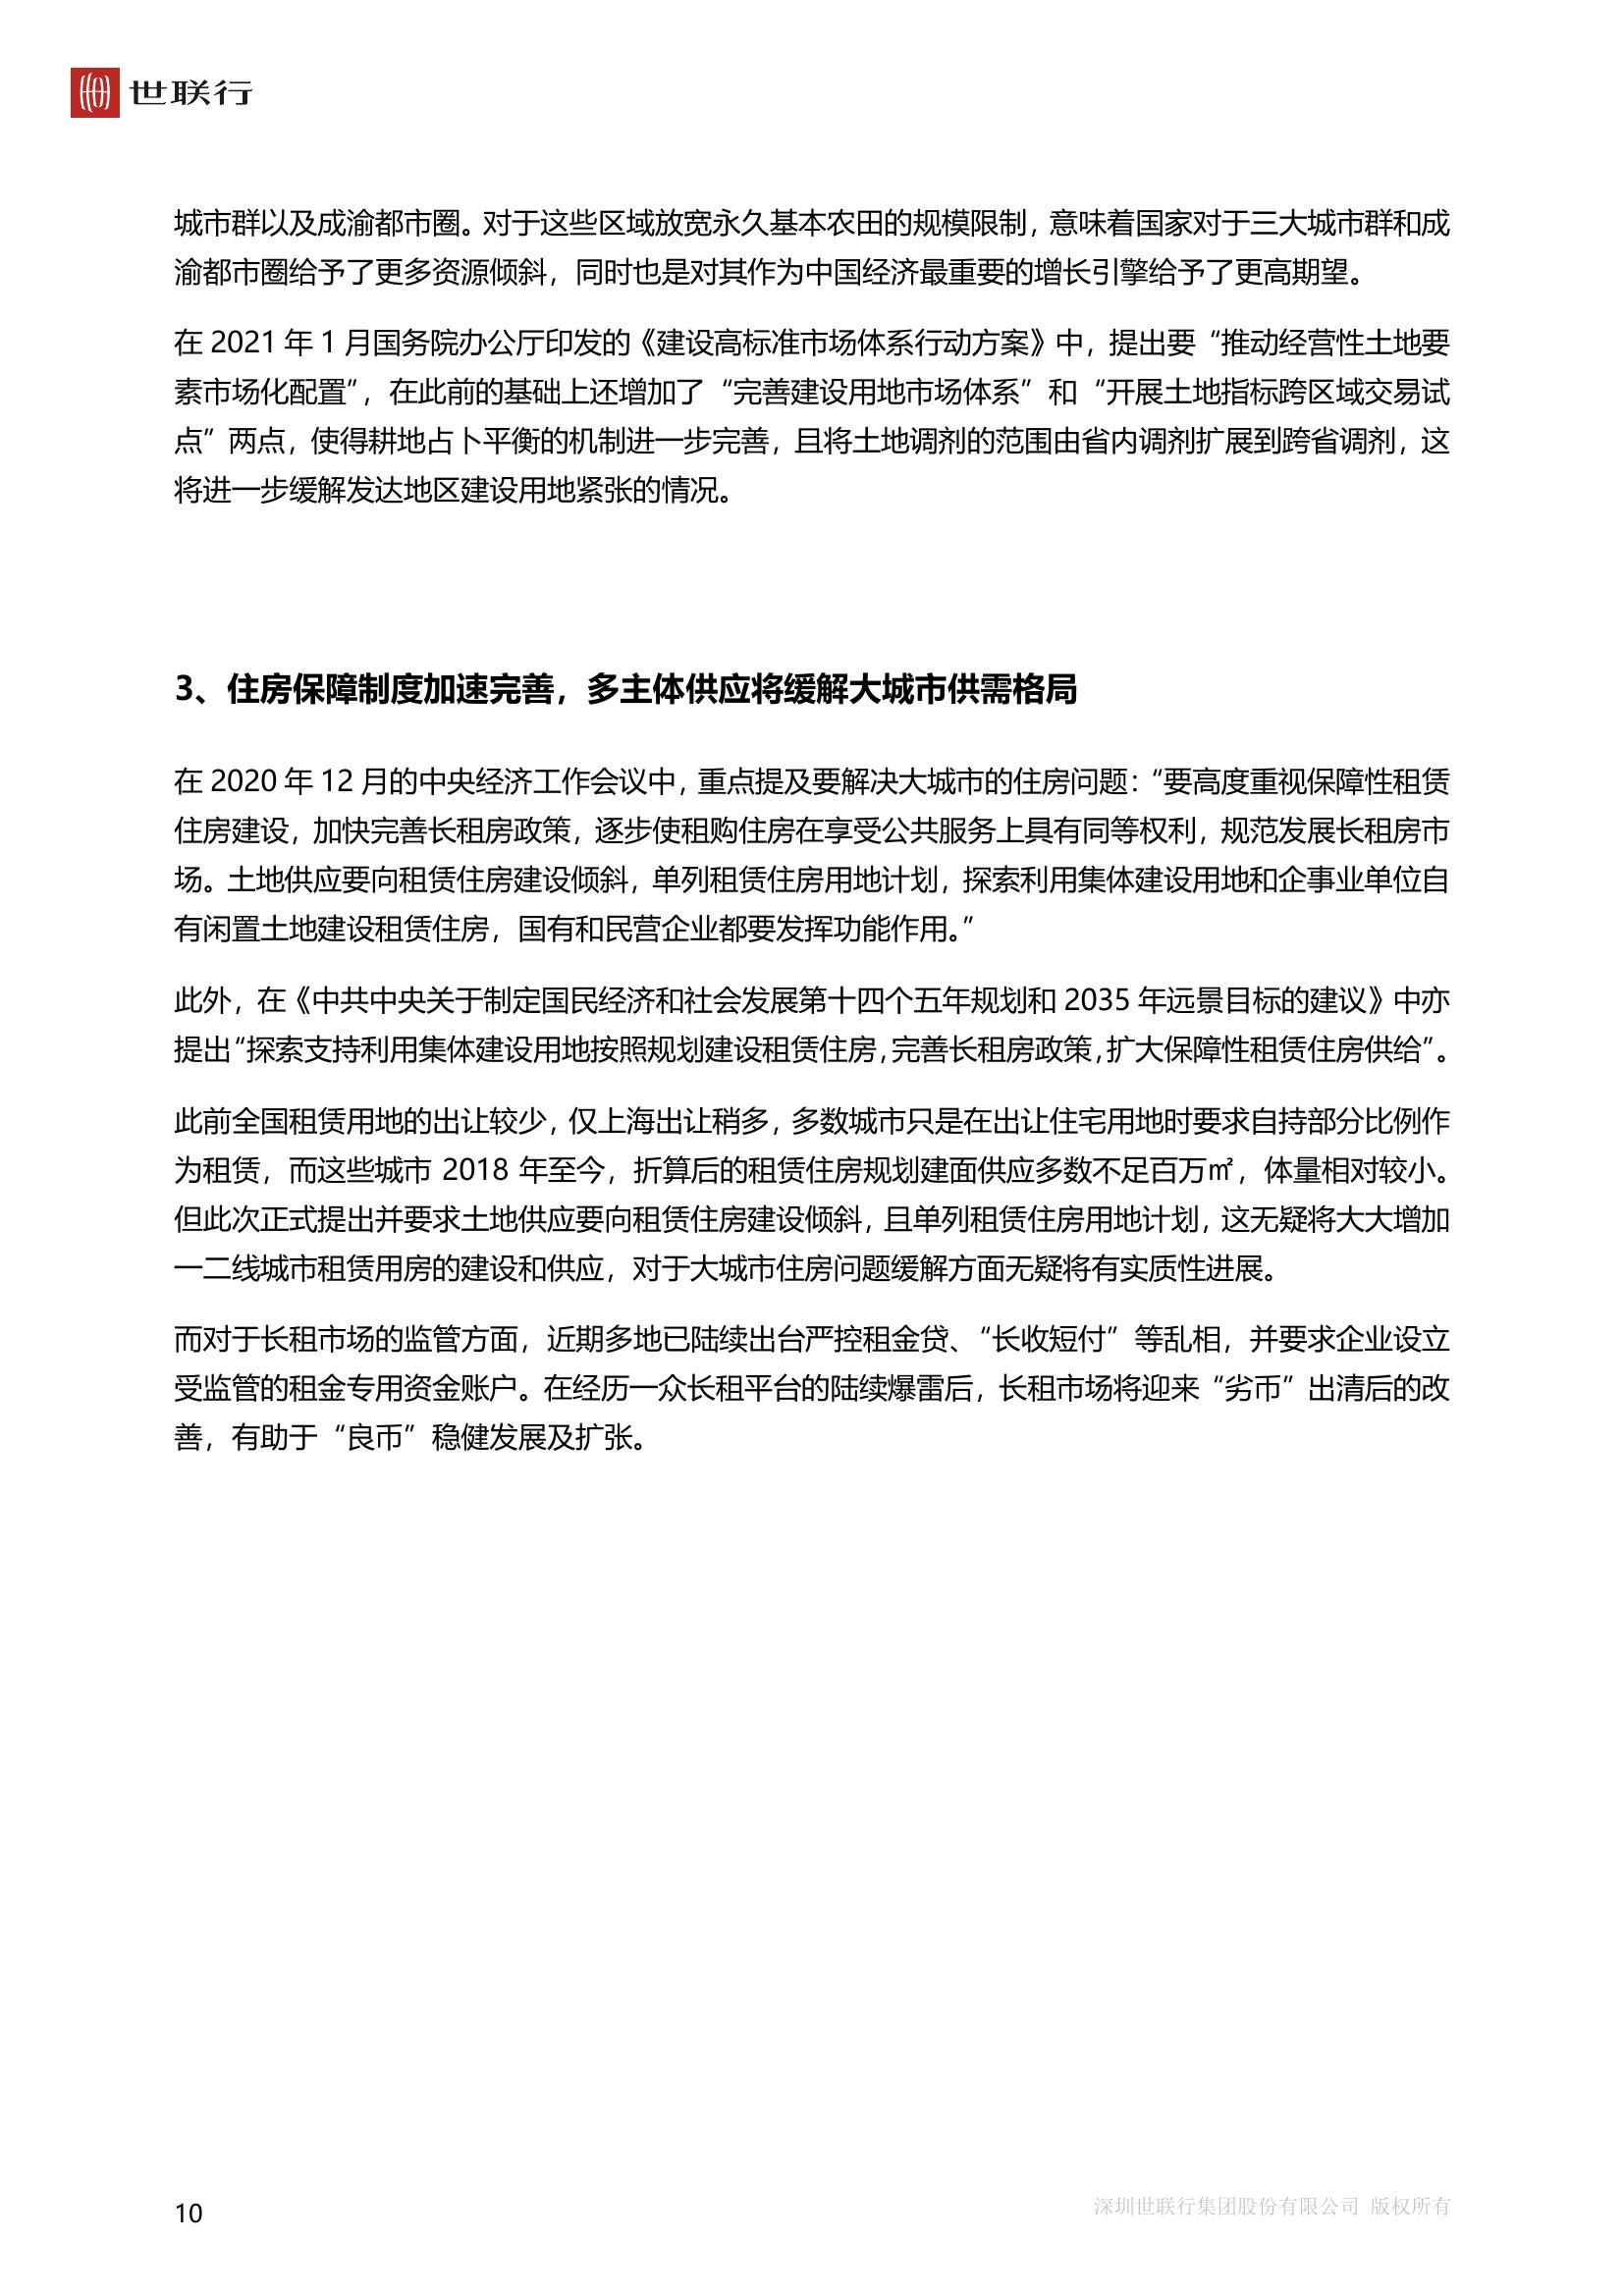 世联行
城市群以及成渝都市圈。对于这些区域放宽永久基本农田的规模限制，意味着国家对于三大城市群和成
渝都市圈给予了更多资源倾斜，同时也是对其作为中国经济最重要的增长引擎给予了更高期望。
在 2021 年 1 月国务院办公厅印发的《建设高标准市场体系行动方案》中，提出要“推动经营性土地要
素市场化配置”，在此前的基础上还增加了“完善建设用地市场体系”和“开展土地指标跨区域交易试
点”两点，使得耕地占卜平衡的机制进一步完善，且将土地调剂的范围由省内调剂扩展到跨省调剂，这
将进一步缓解发达地区建设用地紧张的情况。
3、住房保障制度加速完善，多主体供应将缓解大城市供需格局
在 2020 年 12 月的中央经济工作会议中，重点提及要解决大城市的住房问题：“要高度重视保障性租赁
住房建设，加快完善长租房政策，逐步使租购住房在享受公共服务上具有同等权利，规范发展长租房市
场。土地供应要向租赁住房建设倾斜，单列租赁住房用地计划，探索利用集体建设用地和企事业单位自
有闲置土地建设租赁住房，国有和民营企业都要发挥功能作用。”
此外，在《中共中央关于制定国民经济和社会发展第十四个五年规划和 2035 年远景目标的建议》中亦
提出“探索支持利用集体建设用地按照规划建设租赁住房，完善长租房政策，扩大保障性租赁住房供给”。
此前全国租赁用地的出让较少，仅上海出让稍多，多数城市只是在出让住宅用地时要求自持部分比例作
为租赁，而这些城市 2018 年至今，折算后的租赁住房规划建面供应多数不足百万㎡，体量相对较小。
但此次正式提出并要求土地供应要向租赁住房建设倾斜，且单列租赁住房用地计划，这无疑将大大增加
一二线城市租赁用房的建设和供应，对于大城市住房问题缓解方面无疑将有实质性进展。
而对于长租市场的监管方面，近期多地已陆续出台严控租金贷、“长收短付”等乱相，并要求企业设立
受监管的租金专用资金账户。在经历一众长租平台的陆续爆雷后，长租市场将迎来“劣币”出清后的改
善，有助于“良币”稳健发展及扩张。
10
深圳世联行集团股份有限公司 版权所有